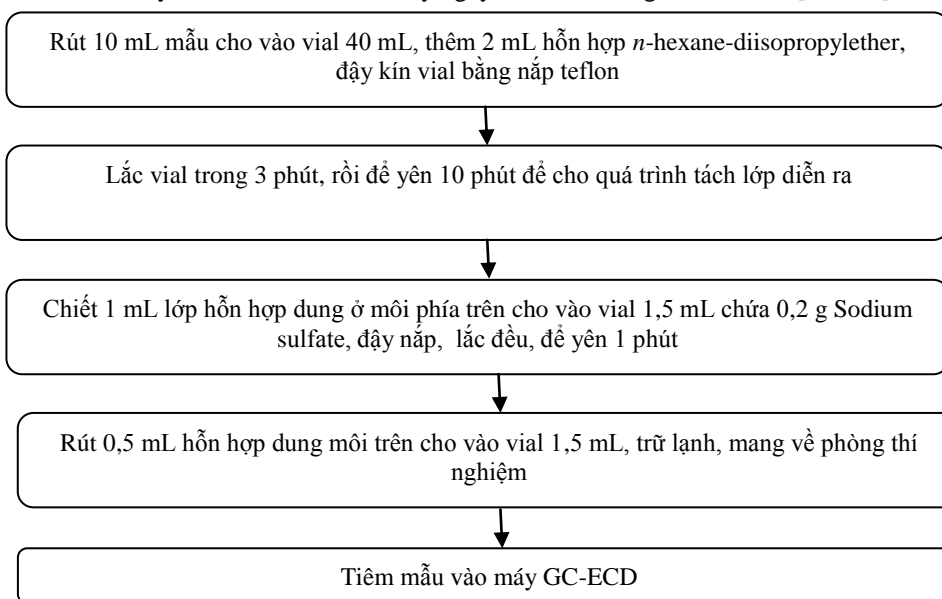 Rút 10 mL mẫu cho vào vial 40 mL, thêm 2 mL hỗn hợp n-hexane-diisopropylether,
đậy kín vial bằng nắp teflon
Lắc vial trong 3 phút, rồi để yên 10 phút để cho quá trình tách lớp diễn ra
Chiết 1 mL lớp hỗn hợp dung ở môi phía trên cho vào vial 1,5 mL chứa 0,2 g Sodium
sulfate, đậy nắp, lắc đều, để yên 1 phút
Rút 0,5 mL hỗn hợp dung môi trên cho vào vial 1,5 mL, trữ lạnh, mang về phòng thí
nghiệm
Tiêm mẫu vào máy GC-ECD